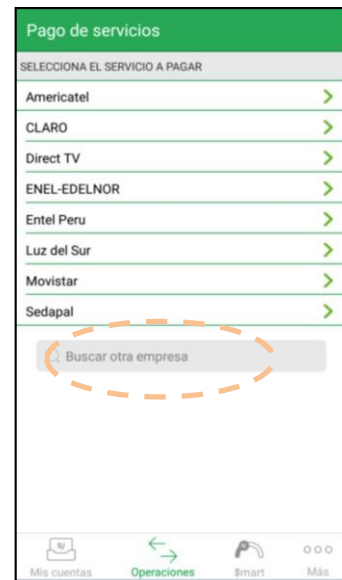 Pago de servicios
SELECCIONA EL SERVICIO A PAGAR
Americatel
CLARO
Direct TV
ENEL-EDELNOR
Entel Peru
Luz del Sur
Movistar
Sedapal
Buscar otra empresa
S/
Mis cuentas Operaciones $mart Más